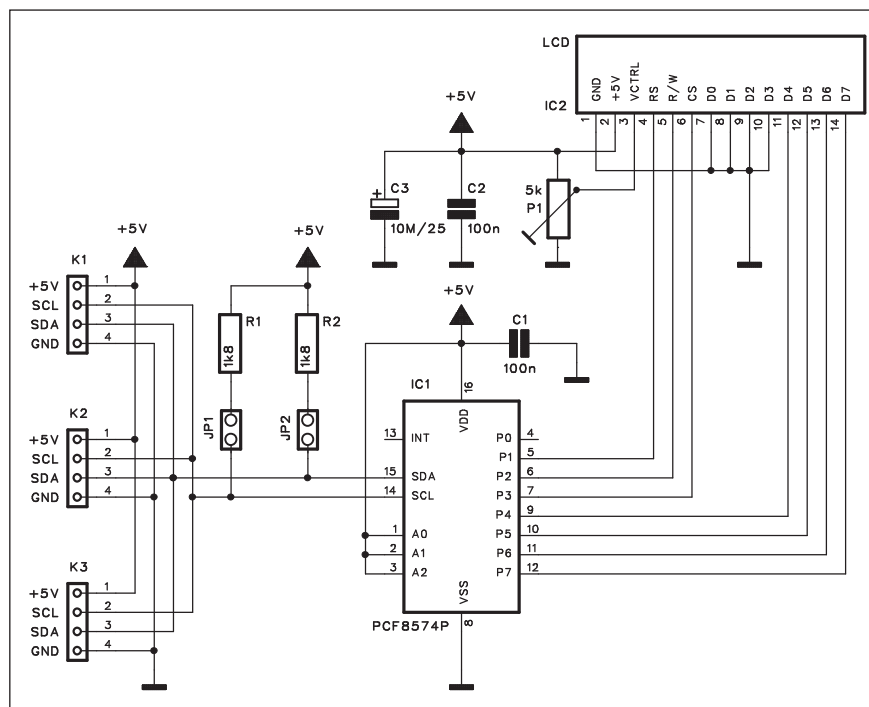 LCD
IC2
GND
+5V
VCTRL
RS
R/W
CS
D0
D1
D2
D3
D4
D5
D6
D7
1
2
3
4
5
6
7
8
9
10
11
12
13
14
+5V
+
C3
10M/25
C2
100n
5k
P1
+5V
K1
+5V 1
SCL 2
SDA 3
GND 4
+5V
R1
1k8
R2
1k8
JP1
JP2
+5V
C1
100n
K2
+5V 1
SCL 2
SDA 3
GND 4
K3
+5V 1
SCL 2
SDA 3
GND 4
IC1
16
VDD
13 INT
15 SDA
14 SCL
1 A0
2 A1
3 A2
P0 4
P1 5
P2 6
P3 7
P4 9
P5 10
P6 11
P7 12
VSS
8
PCF8574P